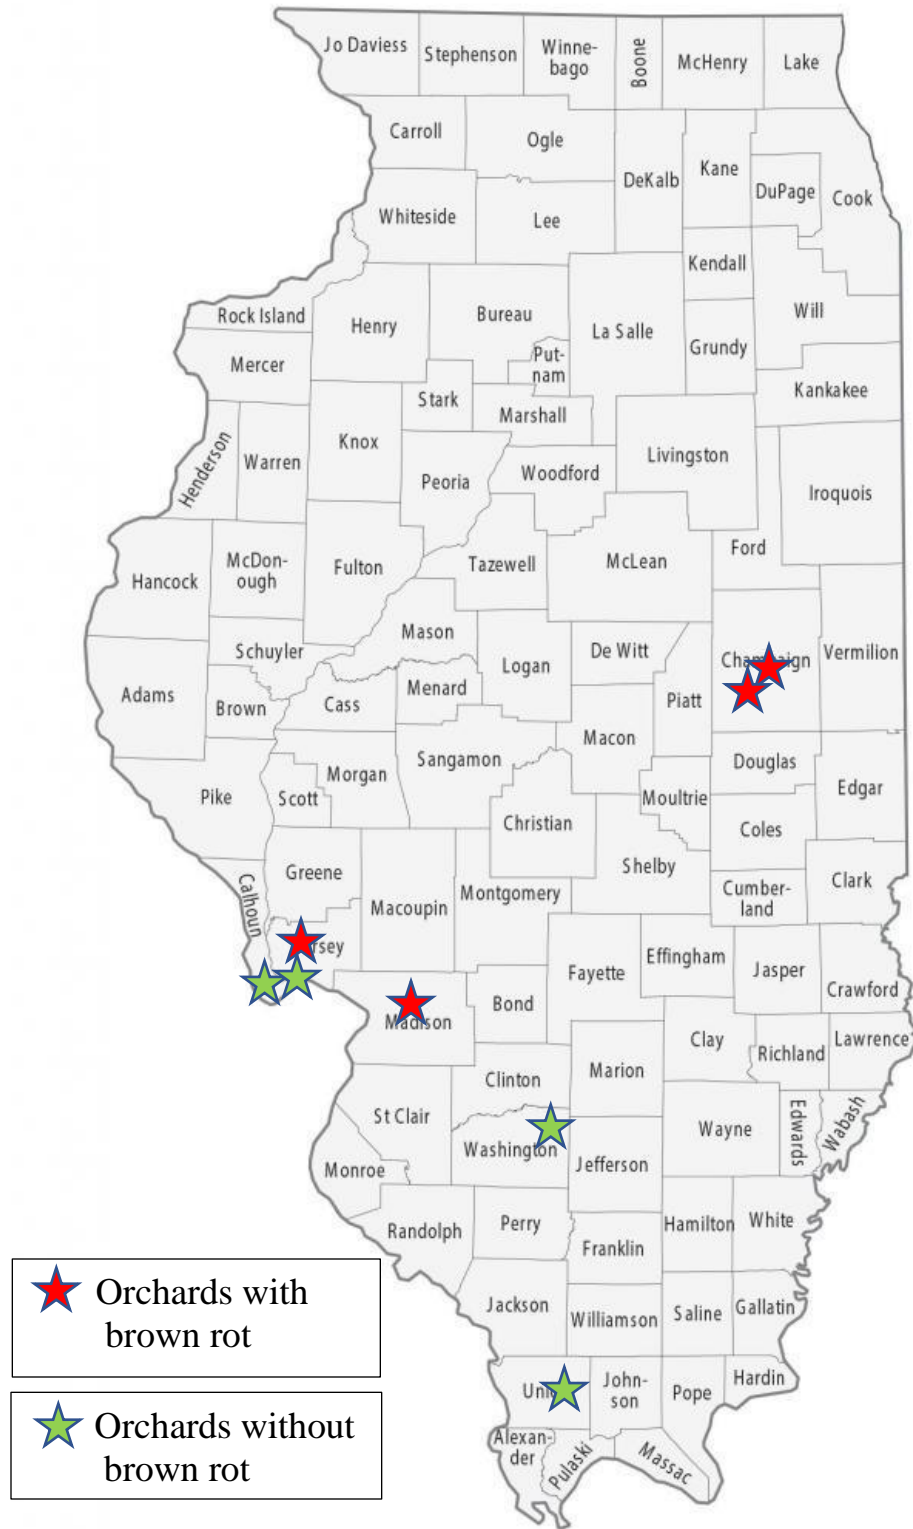 Jo Daviess
Stephenson
Winne-
bago
Boone
McHenry
Lake
Carroll
Ogle
DeKalb
Kane
DuPage
Cook
Whiteside
Lee
Kendall
Rock Island
Henry
Bureau
La Salle
Will
Grundy
Mercer
Put-
nam
Kankakee
Stark
Marshall
Henderson
Warren
Knox
Peoria
Woodford
Livingston
Iroquois
Hancock
McDon-
ough
Fulton
Tazewell
McLean
Ford
Schuyler
Mason
Logan
De Witt
Vermilion
Adams
Brown
Cass
Menard
Piatt
Macon
Pike
Scott
Morgan
Sangamon
Christian
Moultrie
Douglas
Edgar
Coles
Calhoun
Greene
Macoupin
Montgomery
Shelby
Cumber-
land
Clark
Fayette
Effingham
Jasper
Crawford
Madison
Bond
Clay
Richland
Lawrence
Clinton
Marion
St Clair
Washington
Wayne
Edwards
Wabash
Jefferson
Monroe
Randolph
Perry
Hamilton
White
Franklin
Jackson
Williamson
Saline
Gallatin
John-
son
Pope
Hardin
Alexan-
der
Pulaski
Massac
Orchards with
brown rot
Orchards without
brown rot